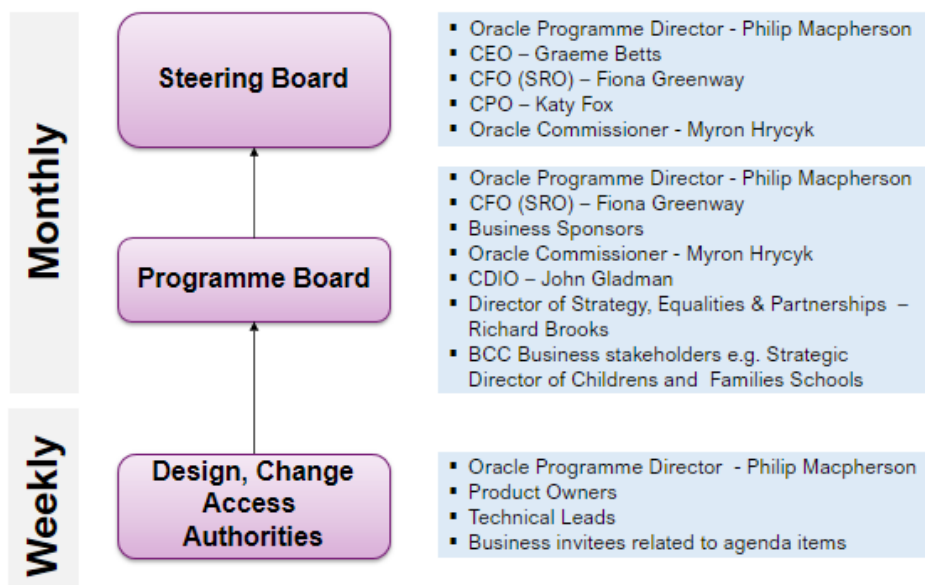 Monthly
Steering Board
▪ Oracle Programme Director - Philip Macpherson
▪ CEO – Graeme Betts
▪ CFO (SRO) – Fiona Greenway
▪ CPO – Katy Fox
▪ Oracle Commissioner - Myron Hrycyk
Programme Board
▪ Oracle Programme Director - Philip Macpherson
▪ CFO (SRO) – Fiona Greenway
▪ Business Sponsors
▪ Oracle Commissioner - Myron Hrycyk
▪ CDIO – John Gladman
▪ Director of Strategy, Equalities & Partnerships –
Richard Brooks
▪ BCC Business stakeholders e.g. Strategic
Director of Childrens and Families Schools
Weekly
Design, Change
Access
Authorities
▪ Oracle Programme Director - Philip Macpherson
▪ Product Owners
▪ Technical Leads
▪ Business invitees related to agenda items